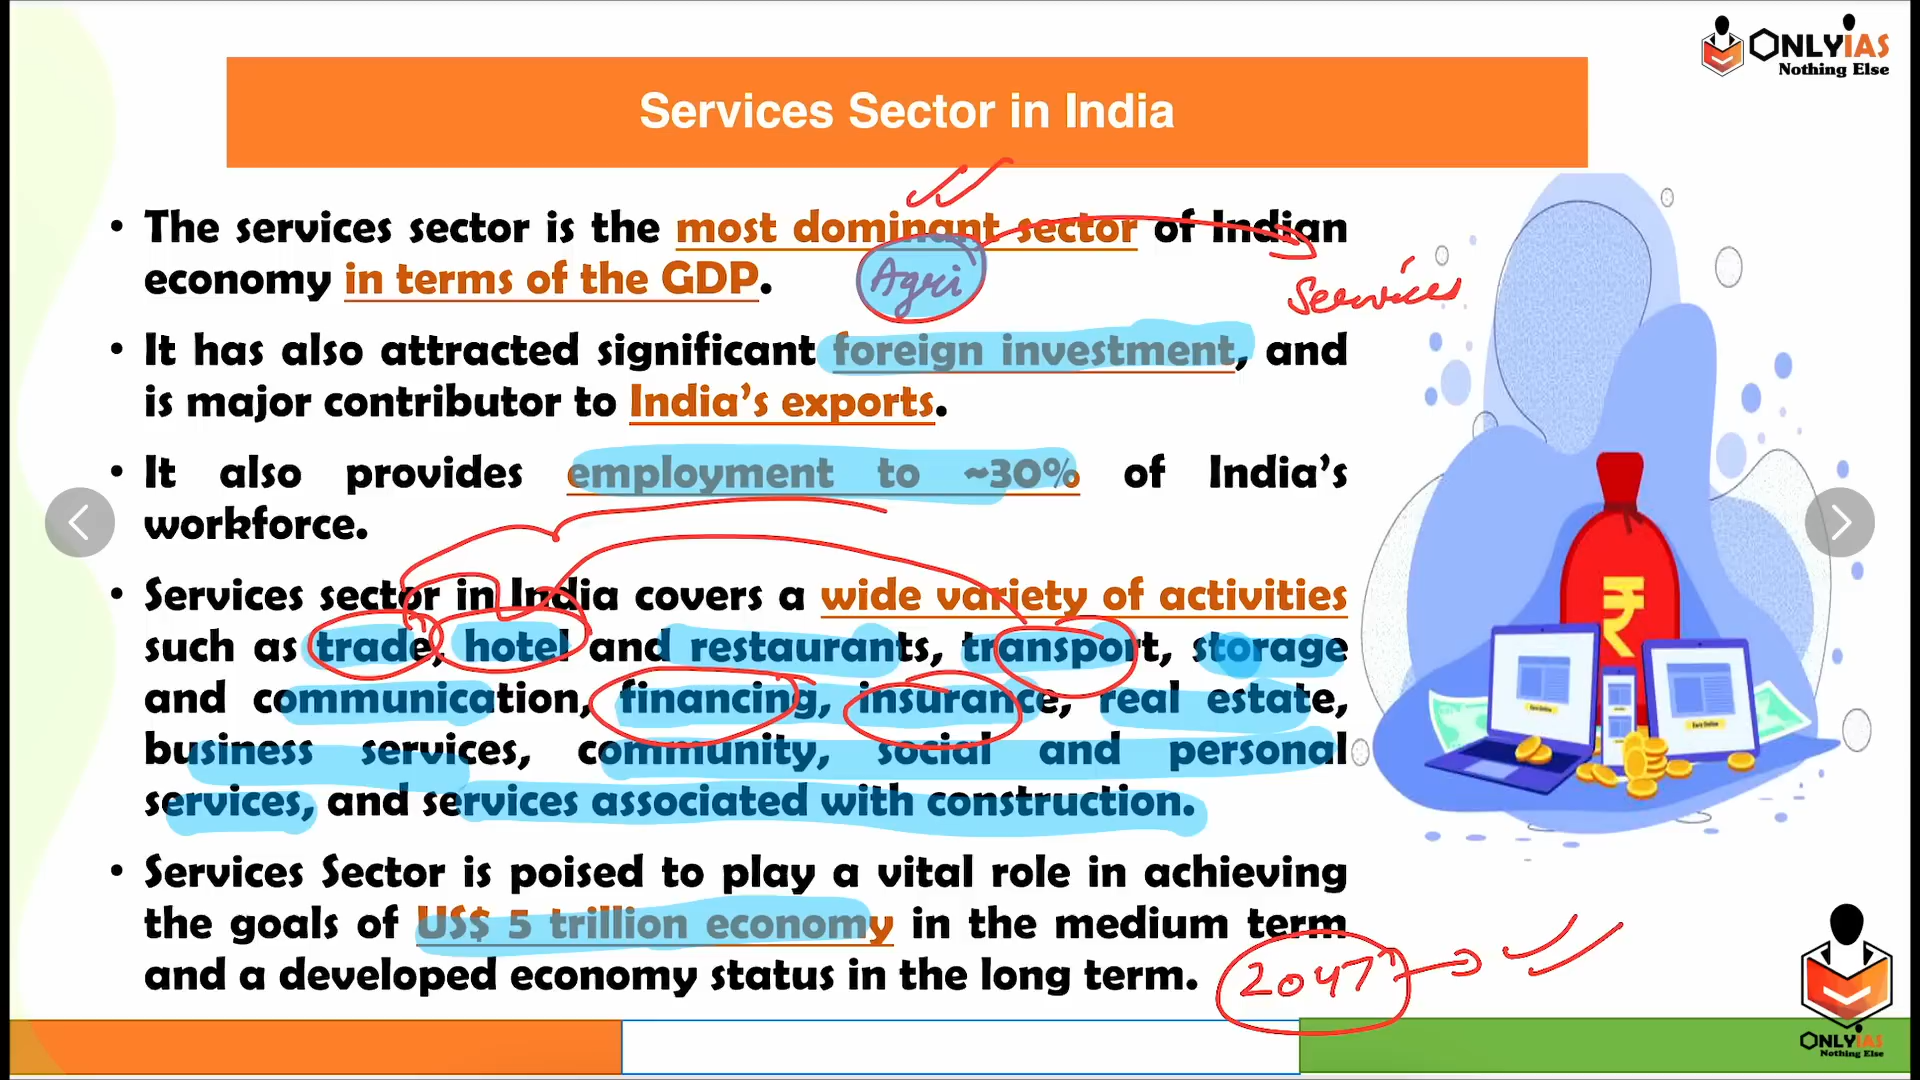 ONLYIAS
Nothing Else
Services Sector in India
• The services sector is the most dominant sector of Indian
economy in terms of the GDP.
Agri
Services
• It has also attracted significant foreign investment, and
is major contributor to India's exports.
• It also provides employment to ~30% of India's
workforce.
• Services sector in India covers a wide variety of activities
such as trade, hotel and restaurants, transport, storage
and communication, financing, insurance, real estate,
business services, community, social and personal
services, and services associated with construction.
• Services Sector is poised to play a vital role in achieving
the goals of US$ 5 trillion economy in the medium term
and a developed economy status in the long term.
2047
₹
ONLYIAS
Nothing Else